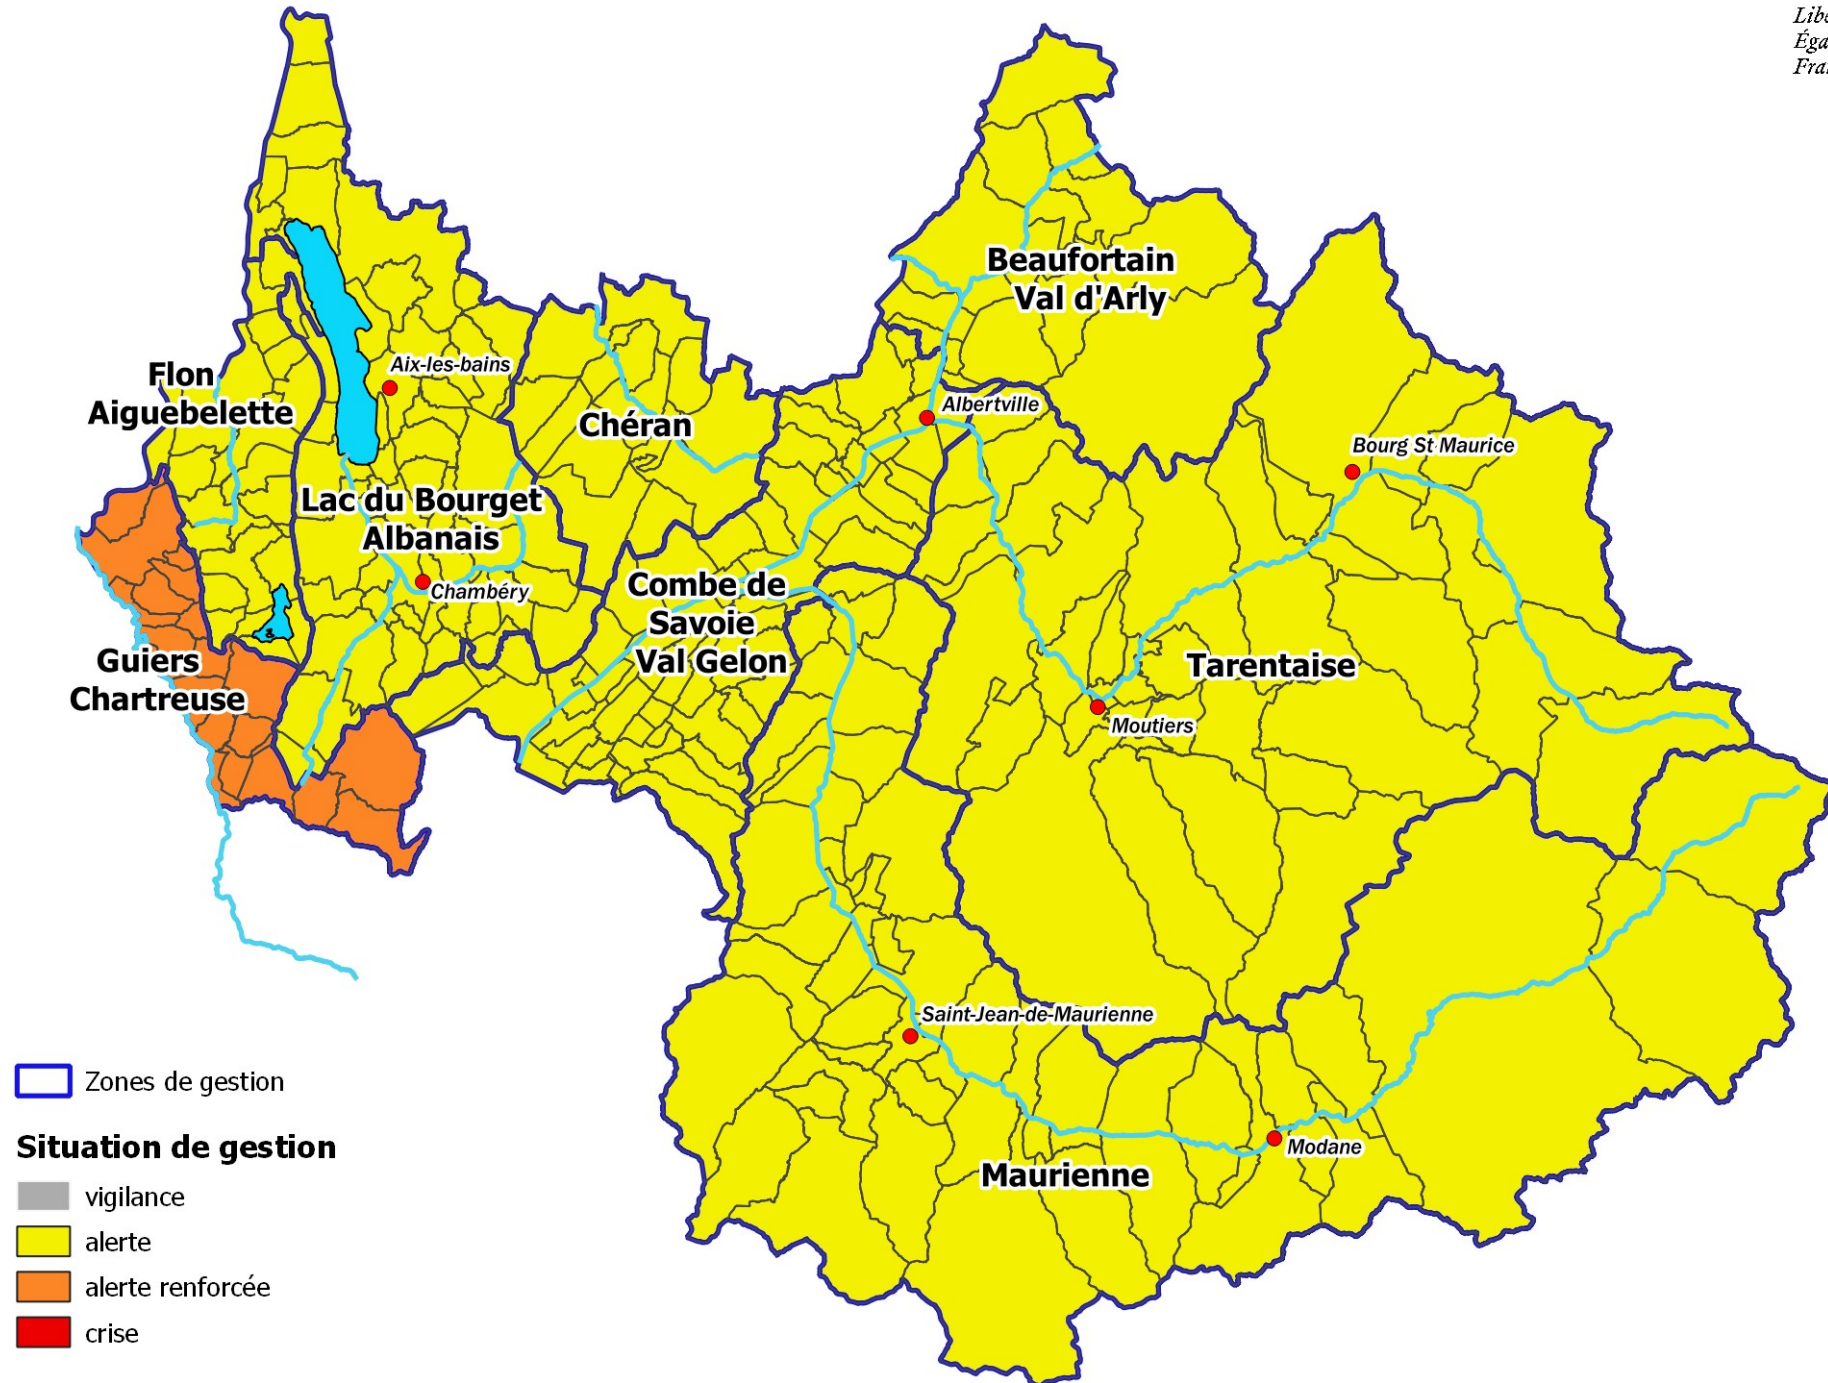 Beaufortain
Val d'Arly
Flon
Aiguebelette
Aix-les-bains
Chéran
Albertville
Bourg St Maurice
Lac du Bourget
Albanais
Chambéry
Combe de
Savoie
Val Gelon
Guiers
Chartreuse
Tarentaise
Moutiers
Saint-Jean-de-Maurienne
Modane
Maurienne
Zones de gestion
Situation de gestion
vigilance
alerte
alerte renforcée
crise